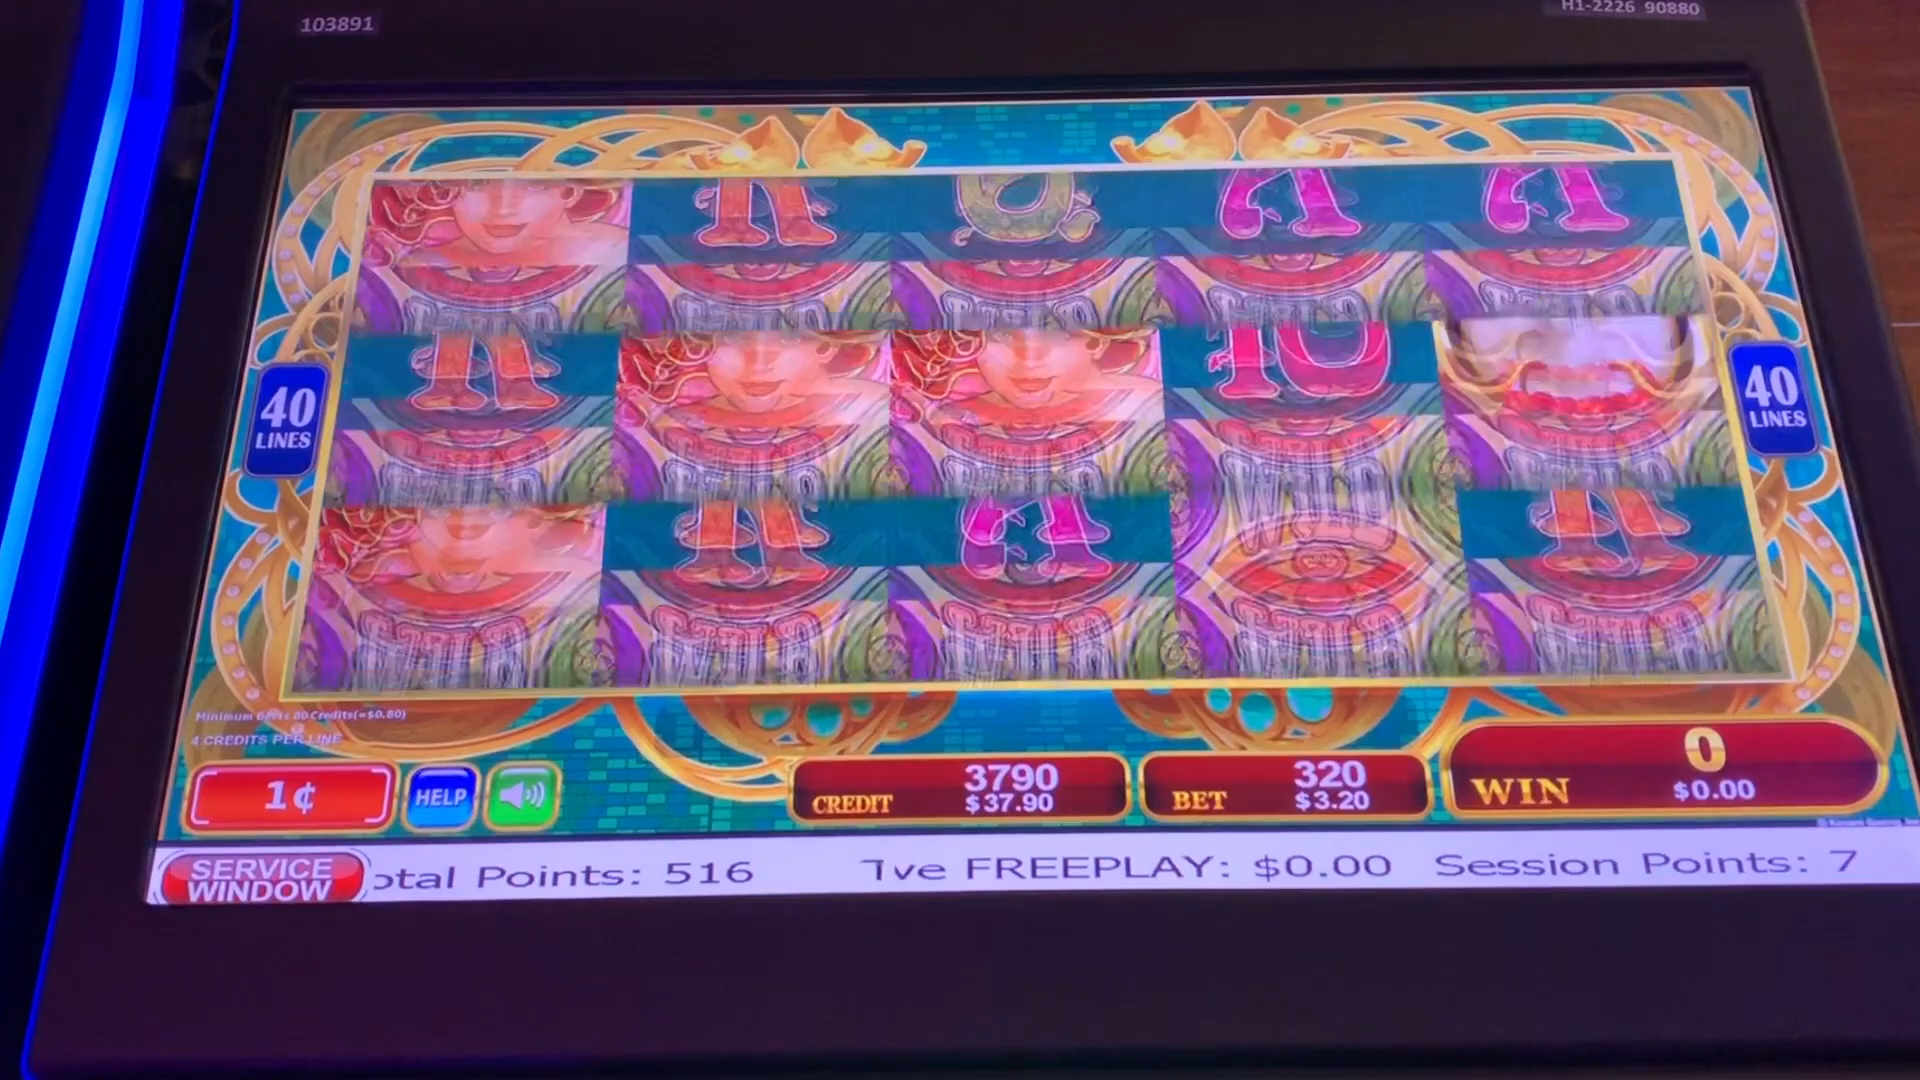 103891
H1-2226 90880
40
LINES
40
LINES
WILD
Minimum Bet is 80 Credits(=$0.80)
4 CREDITS PER LINE
1¢
HELP
CREDIT
3790
$37.90
BET
320
$3.20
WIN
0
$0.00
SERVICE
WINDOW
otal Points: 516
ive FREEPLAY: $0.00
Session Points: 7